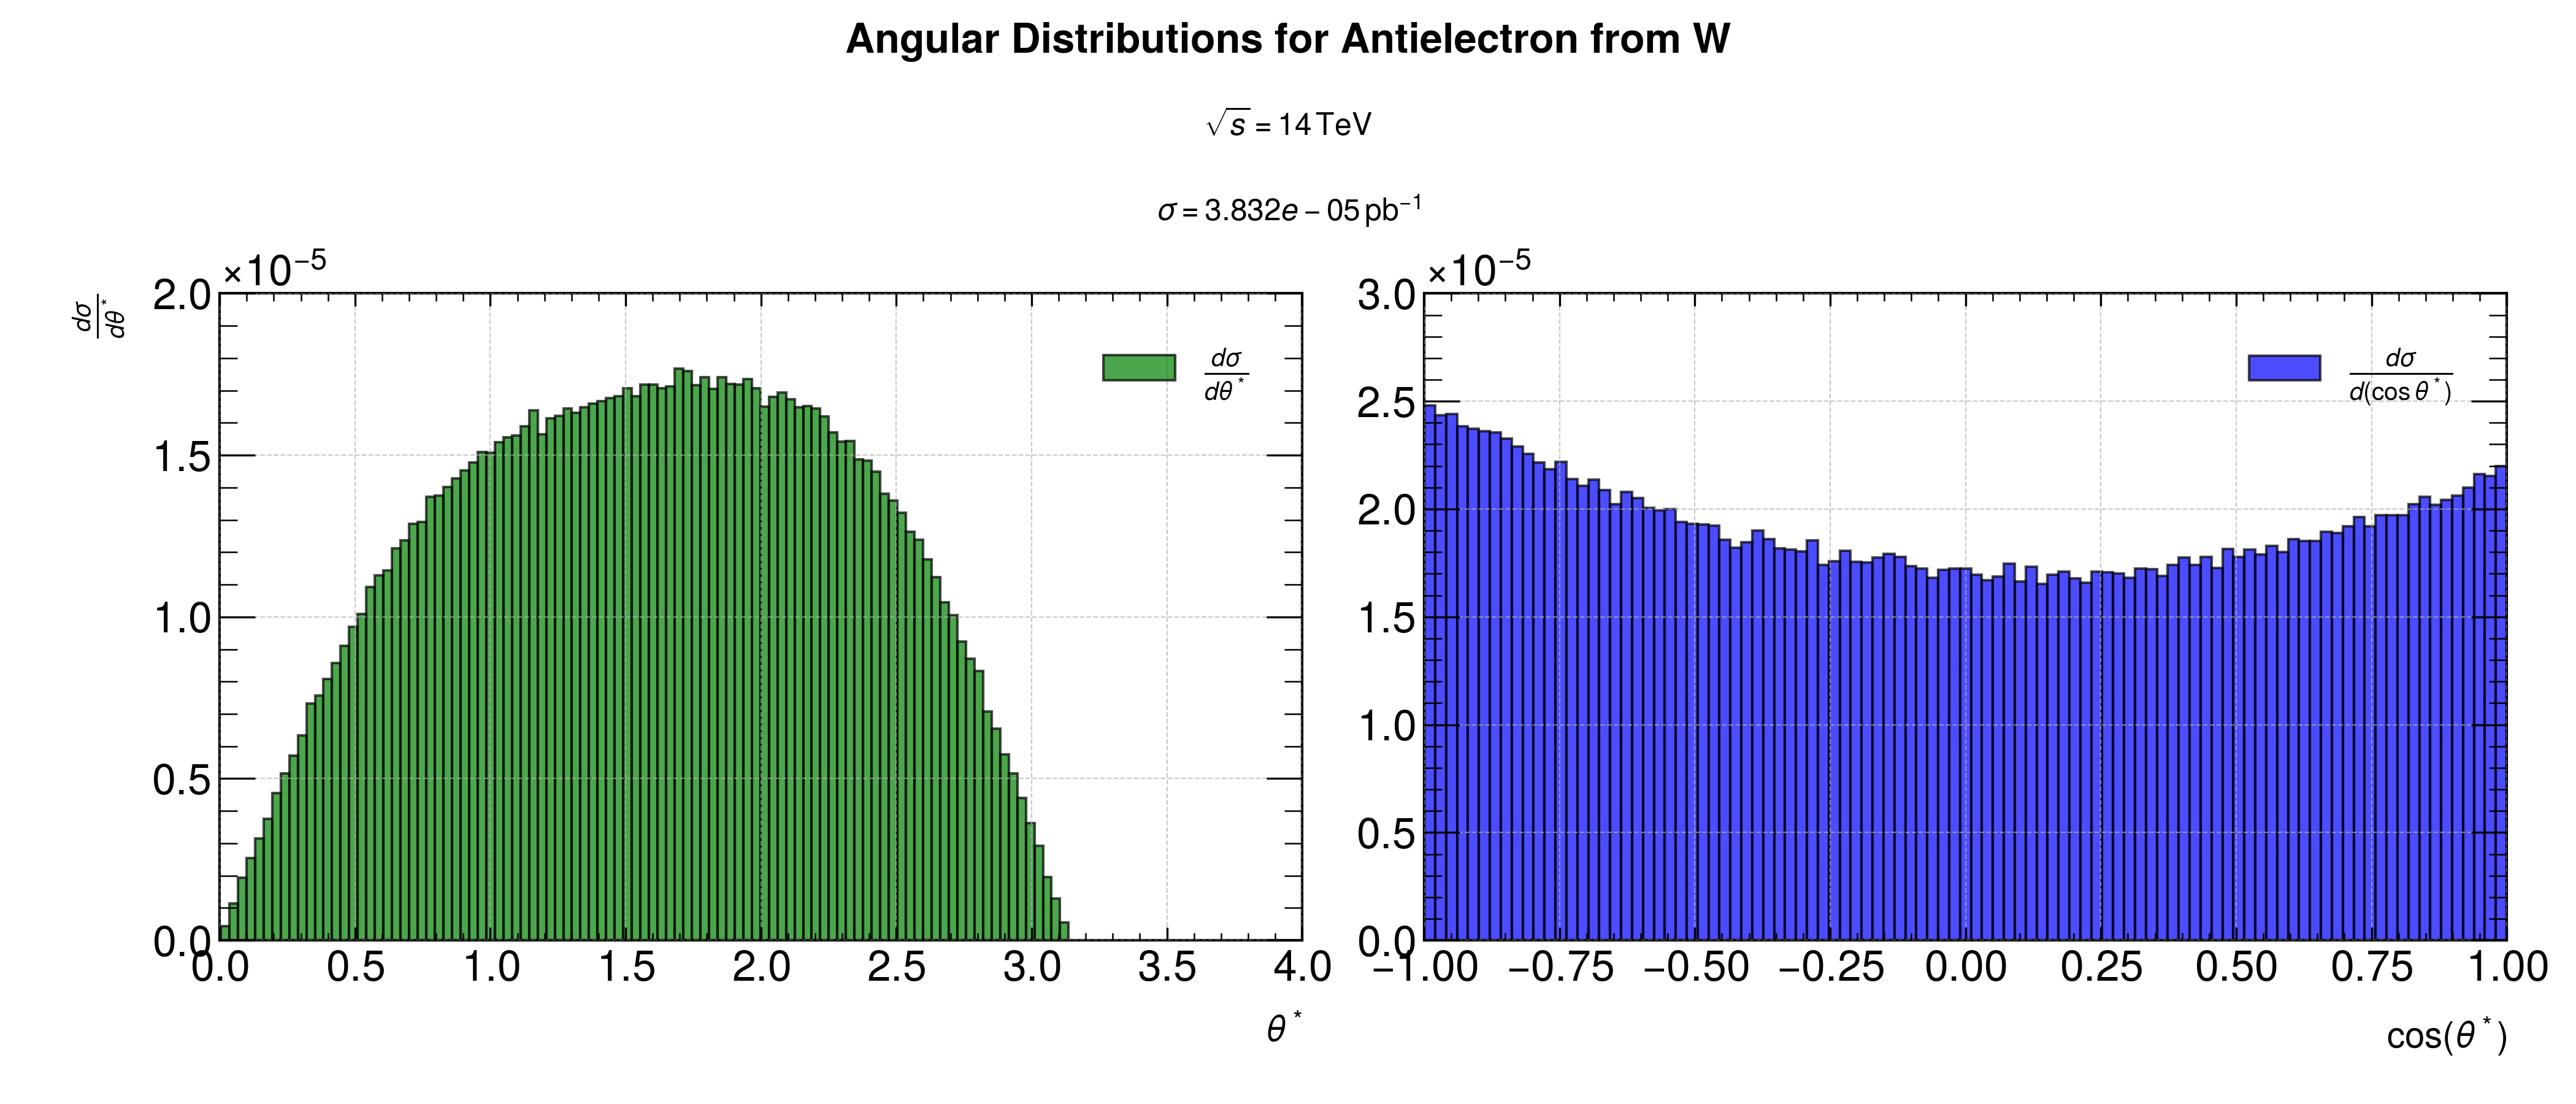 Angular Distributions for Antielectron from W
√s = 14 TeV
σ = 3.832e − 05 pb⁻¹
×10⁻⁵
dσ/dθ*
2.0
1.5
1.0
0.5
0.0
dσ/dθ*
0.0 0.5 1.0 1.5 2.0 2.5 3.0 3.5 4.0
θ*
×10⁻⁵
3.0
2.5
2.0
1.5
1.0
0.5
0.0
dσ/d(cos θ*)
−1.00 −0.75 −0.50 −0.25 0.00 0.25 0.50 0.75 1.00
cos(θ*)